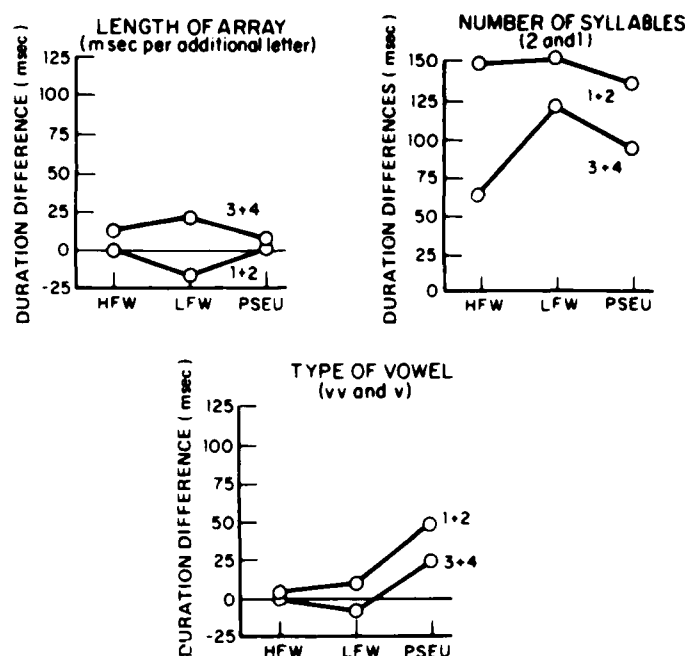 LENGTH OF ARRAY
(msec per additional letter)
DURATION DIFFERENCE (msec)
125
100
75
50
25
0
-25
3+4
1+2
HFW LFW PSEU
NUMBER OF SYLLABLES
(2 and 1)
DURATION DIFFERENCES (msec)
150
125
100
75
50
25
0
1+2
3+4
HFW LFW PSEU
TYPE OF VOWEL
(vv and v)
DURATION DIFFERENCE (msec)
125
100
75
50
25
0
-25
1+2
3+4
HFW LFW PSEU